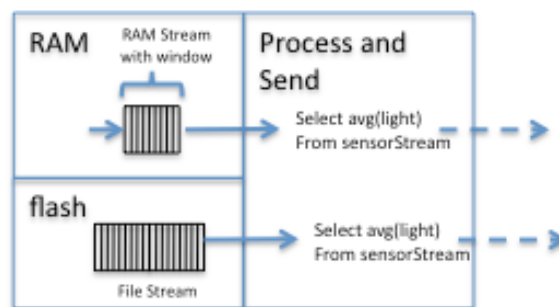 RAM
RAM Stream
with window
Process and
Send
Select avg(light)
From sensorStream
flash
File Stream
Select avg(light)
From sensorStream